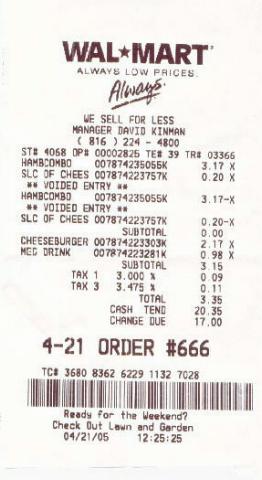 WAL★MART®
ALWAYS LOW PRICES.
Always.
WE SELL FOR LESS
MANAGER DAVID KINMAN
( 816 ) 224 - 4800
ST# 4068 OP# 00002825 TE# 39 TR# 03366
HAMBCOMBO 007874235055K 3.17 X
SLC OF CHEES 007874223757K 0.20 X
** VOIDED ENTRY **
HAMBCOMBO 007874235055K 3.17-X
** VOIDED ENTRY **
SLC OF CHEES 007874223757K 0.20-X
SUBTOTAL 0.00
CHEESEBURGER 007874223303K 2.17 X
MED DRINK 007874223281K 0.98 X
SUBTOTAL 3.15
TAX 1 3.000 % 0.09
TAX 3 3.475 % 0.11
TOTAL 3.35
CASH TEND 20.35
CHANGE DUE 17.00
4-21 ORDER #666
TC# 3680 8362 6229 1132 7028
Ready for the Weekend?
Check Out Lawn and Garden
04/21/05 12:25:25